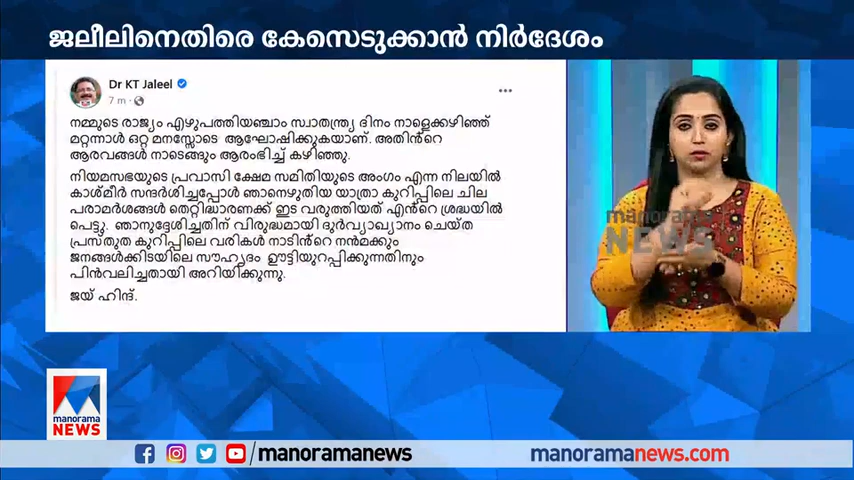 ജലീലിനെതിരെ കേസെടുക്കാൻ നിർദേശം
Dr KT Jaleel
7 m
നമ്മുടെ രാജ്യം എഴുപത്തിയഞ്ചാം സ്വാതന്ത്ര്യ ദിനം നാളെക്കഴിഞ്ഞ്
മറ്റന്നാൾ ഒറ്റ മനസ്സോടെ ആഘോഷിക്കുകയാണ്. അതിൻ്റെ
ആരവങ്ങൾ നാടെങ്ങും ആരംഭിച്ച് കഴിഞ്ഞു.
നിയമസഭയുടെ പ്രവാസി ക്ഷേമ സമിതിയുടെ അംഗം എന്ന നിലയിൽ
കാശ്മീർ സന്ദർശിച്ചപ്പോൾ ഞാനെഴുതിയ യാത്രാ കുറിപ്പിലെ ചില
പരാമർശങ്ങൾ തെറ്റിദ്ധാരണക്ക് ഇട വരുത്തിയത് എൻ്റെ ശ്രദ്ധയിൽ
പെട്ടു. ഞാനുദ്ദേശിച്ചതിന് വിരുദ്ധമായി ദുർവ്യാഖ്യാനം ചെയ്ത
പ്രസ്തുത കുറിപ്പിലെ വരികൾ നാടിൻ്റെ നൻമക്കും
ജനങ്ങൾക്കിടയിലെ സൗഹൃദം ഊട്ടിയുറപ്പിക്കുന്നതിനും
പിൻവലിച്ചതായി അറിയിക്കുന്നു.
ജയ് ഹിന്ദ്.
manorama
NEWS
manorama
NEWS
manoramanews
manoramanews.com